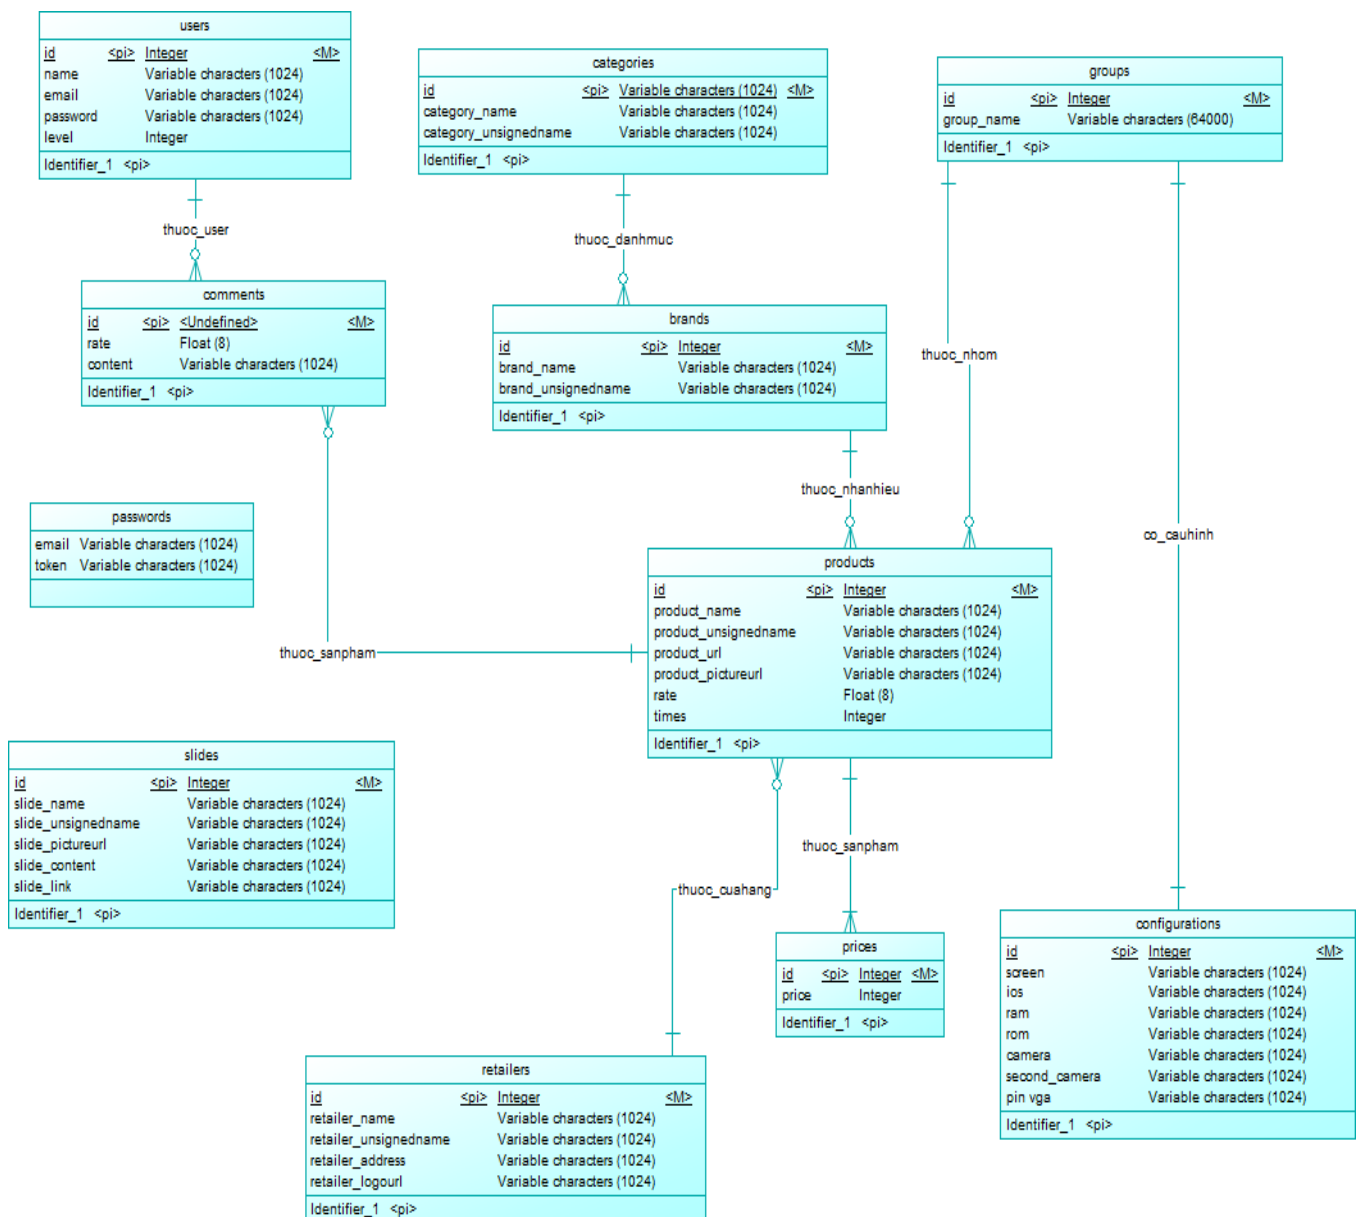 users
id <pi> Integer <M>
name Variable characters (1024)
email Variable characters (1024)
password Variable characters (1024)
level Integer
Identifier_1 <pi>
categories
id <pi> Variable characters (1024) <M>
category_name Variable characters (1024)
category_unsignedname Variable characters (1024)
Identifier_1 <pi>
groups
id <pi> Integer <M>
group_name Variable characters (64000)
Identifier_1 <pi>
thuoc_user
thuoc_danhmuc
comments
id <pi> <Undefined> <M>
rate Float (8)
content Variable characters (1024)
Identifier_1 <pi>
brands
id <pi> Integer <M>
brand_name Variable characters (1024)
brand_unsignedname Variable characters (1024)
Identifier_1 <pi>
thuoc_nhom
thuoc_nhanhieu
co_cauhinh
passwords
email Variable characters (1024)
token Variable characters (1024)
products
id <pi> Integer <M>
product_name Variable characters (1024)
product_unsignedname Variable characters (1024)
product_url Variable characters (1024)
product_pictureurl Variable characters (1024)
rate Float (8)
times Integer
Identifier_1 <pi>
thuoc_sanpham
slides
id <pi> Integer <M>
slide_name Variable characters (1024)
slide_unsignedname Variable characters (1024)
slide_pictureurl Variable characters (1024)
slide_content Variable characters (1024)
slide_link Variable characters (1024)
Identifier_1 <pi>
thuoc_sanpham
thuoc_cuahang
prices
id <pi> Integer <M>
price Integer
Identifier_1 <pi>
configurations
id <pi> Integer <M>
screen Variable characters (1024)
ios Variable characters (1024)
ram Variable characters (1024)
rom Variable characters (1024)
camera Variable characters (1024)
second_camera Variable characters (1024)
pin vga Variable characters (1024)
Identifier_1 <pi>
retailers
id <pi> Integer <M>
retailer_name Variable characters (1024)
retailer_unsignedname Variable characters (1024)
retailer_address Variable characters (1024)
retailer_logourl Variable characters (1024)
Identifier_1 <pi>